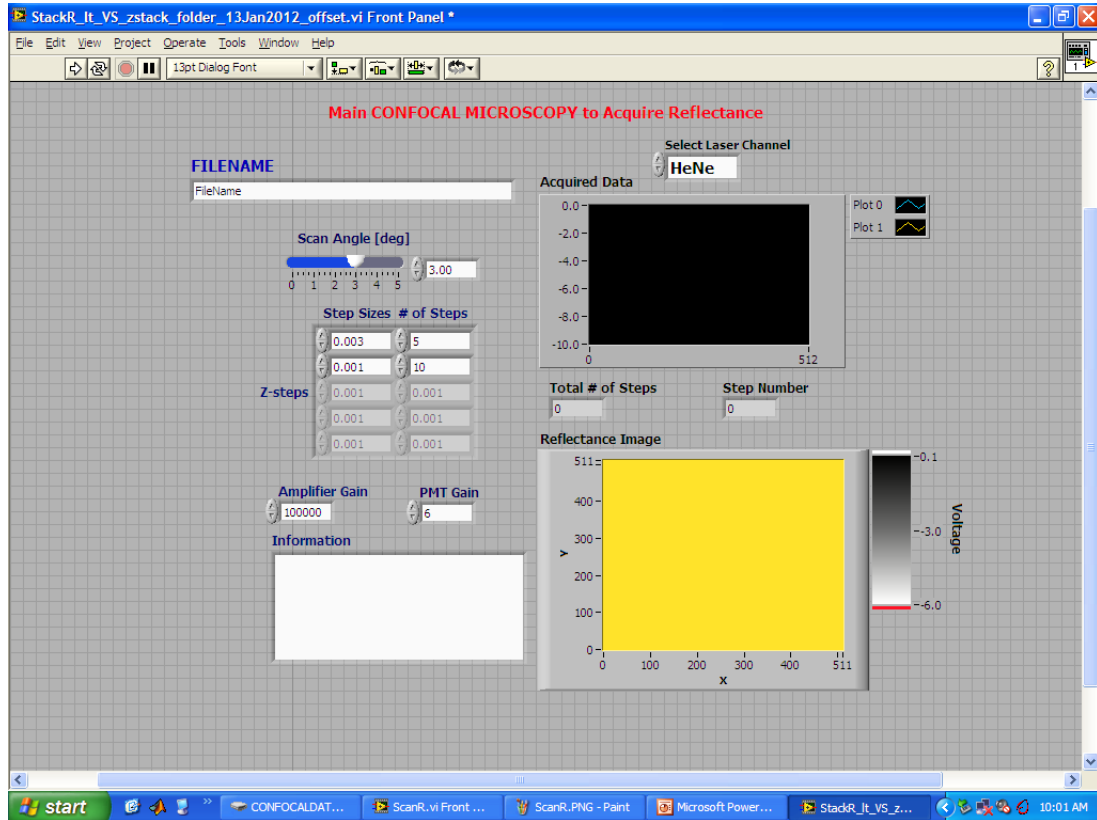 StackR_lt_VS_zstack_folder_13Jan2012_offset.vi Front Panel *
File Edit View Project Operate Tools Window Help
13pt Dialog Font
1
Main CONFOCAL MICROSCOPY to Acquire Reflectance
Select Laser Channel
HeNe
FILENAME
FileName
Acquired Data
Plot 0
Plot 1
0.0
-2.0
-4.0
-6.0
-8.0
-10.0
0 512
Scan Angle [deg]
3.00
0 1 2 3 4 5
Step Sizes # of Steps
0.003 5
0.001 10
Z-steps 0.001 0.001
0.001 0.001
0.001 0.001
Total # of Steps Step Number
0 0
Reflectance Image
511
400
300
200
100
0
Y
0 100 200 300 400 511
X
-0.1
-3.0
-6.0
Voltage
Amplifier Gain PMT Gain
100000 6
Information
start
CONFOCALDAT...
ScanR.vi Front ...
ScanR.PNG - Paint
Microsoft Power...
StackR_lt_VS_z...
10:01 AM